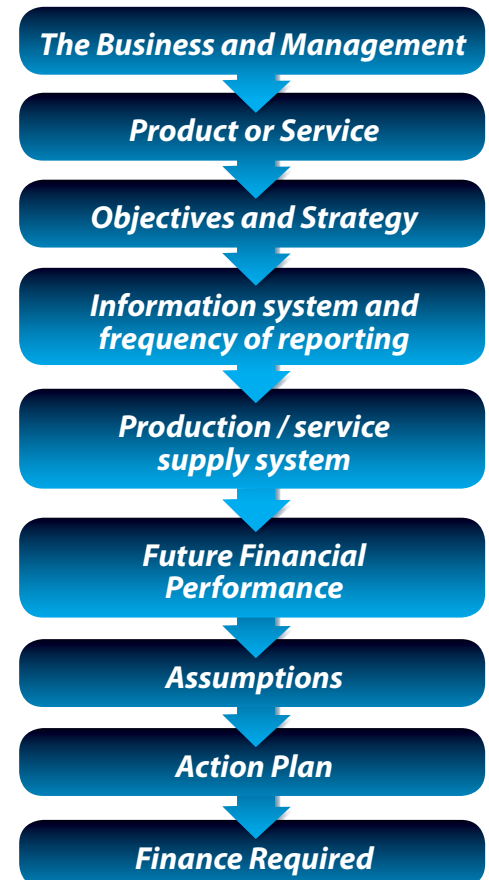 The Business and Management
Product or Service
Objectives and Strategy
Information system and
frequency of reporting
Production / service
supply system
Future Financial
Performance
Assumptions
Action Plan
Finance Required